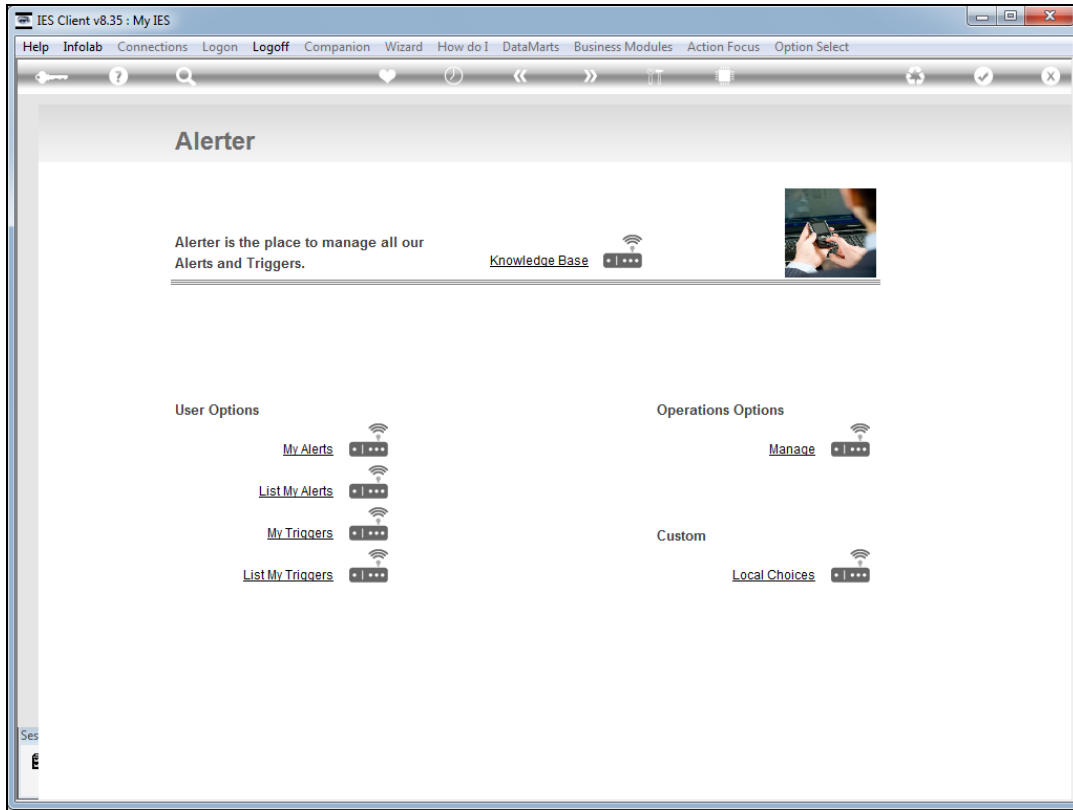 IES Client v8.35 : My IES
Help Infolab Connections Logon Logoff Companion Wizard How do I DataMarts Business Modules Action Focus Option Select
Alerter
Alerter is the place to manage all our
Alerts and Triggers.
Knowledge Base
User Options
My Alerts
List My Alerts
My Triggers
List My Triggers
Operations Options
Manage
Custom
Local Choices
Ses